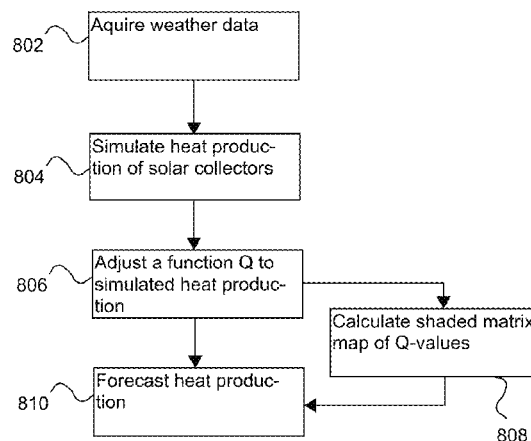 Aquire weather data
802
Simulate heat produc-
tion of solar collectors
804
Adjust a function Q to
simulated heat produc-
tion
806
Calculate shaded matrix
map of Q-values
808
Forecast heat produc-
tion
810